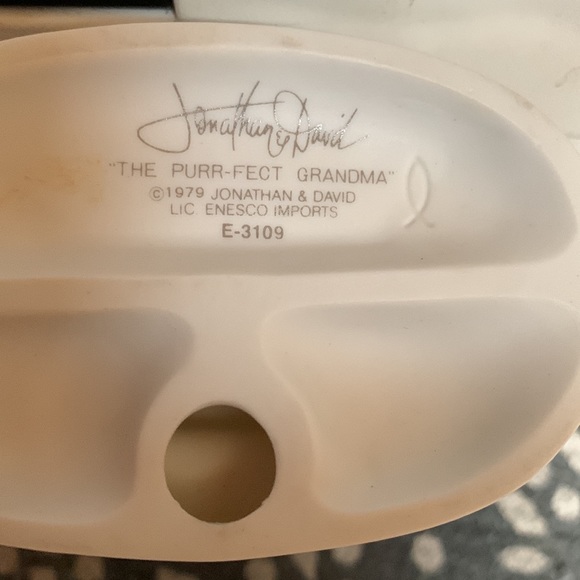 Jonathan & David
"THE PURR-FECT GRANDMA"
©1979 JONATHAN & DAVID
LIC ENESCO IMPORTS
E-3109